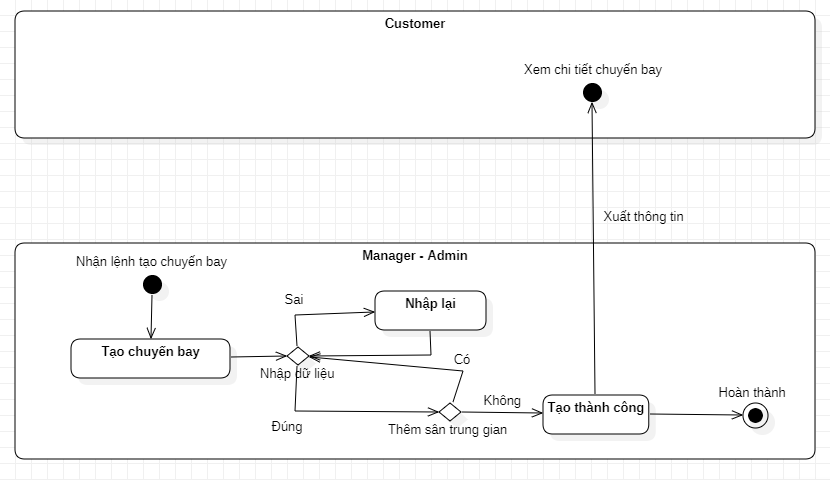 Customer
Xem chi tiết chuyến bay
Xuất thông tin
Manager - Admin
Nhận lệnh tạo chuyến bay
Sai
Nhập lại
Tạo chuyến bay
Có
Nhập dữ liệu
Hoàn thành
Không
Tạo thành công
Đúng
Thêm sân trung gian